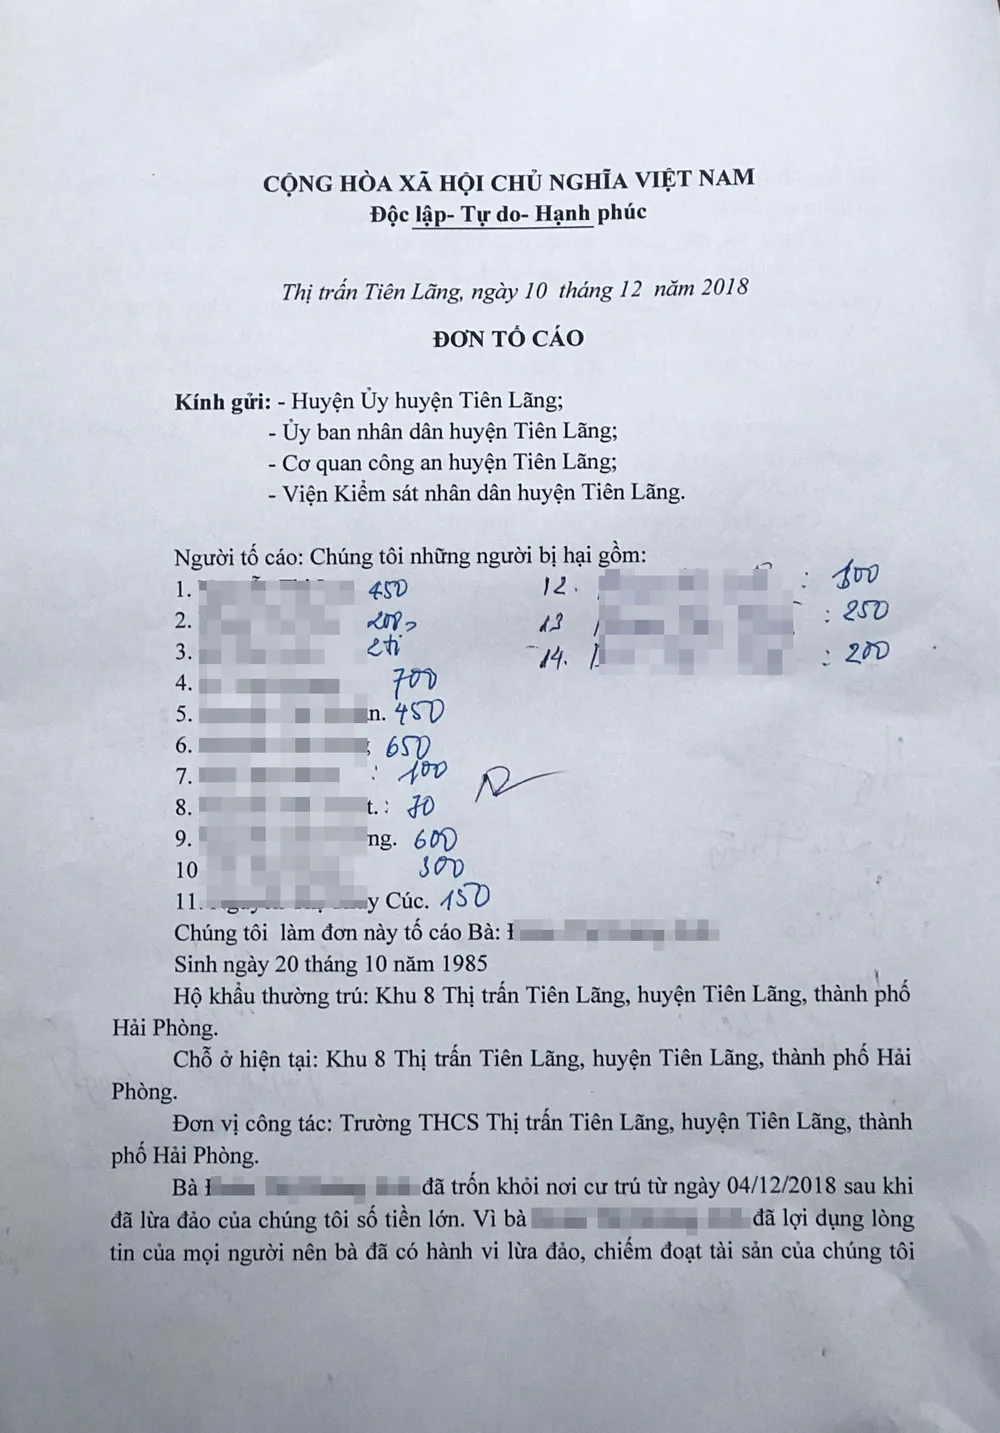 CỘNG HÒA XÃ HỘI CHỦ NGHĨA VIỆT NAM
Độc lập- Tự do- Hạnh phúc
Thị trấn Tiên Lãng, ngày 10 tháng 12 năm 2018
ĐƠN TỐ CÁO
Kính gửi: - Huyện Ủy huyện Tiên Lãng;
- Ủy ban nhân dân huyện Tiên Lãng;
- Cơ quan công an huyện Tiên Lãng;
- Viện Kiểm sát nhân dân huyện Tiên Lãng.
Người tố cáo: Chúng tôi những người bị hại gồm:
1. 450
2.
3. 2 tỉ
4. 700
5. n. 450
6. 650
7. : 100
8. t. : 70
9. ng. 600
10 300
11. y Cúc. 150
12. :
13 : 250
14. : 200
Chúng tôi làm đơn này tố cáo Bà:
Sinh ngày 20 tháng 10 năm 1985
Hộ khẩu thường trú: Khu 8 Thị trấn Tiên Lãng, huyện Tiên Lãng, thành phố
Hải Phòng.
Chỗ ở hiện tại: Khu 8 Thị trấn Tiên Lãng, huyện Tiên Lãng, thành phố Hải
Phòng.
Đơn vị công tác: Trường THCS Thị trấn Tiên Lãng, huyện Tiên Lãng, thành
phố Hải Phòng.
Bà đã trốn khỏi nơi cư trú từ ngày 04/12/2018 sau khi
đã lừa đảo của chúng tôi số tiền lớn. Vì bà đã lợi dụng lòng
tin của mọi người nên bà đã có hành vi lừa đảo, chiếm đoạt tài sản của chúng tôi